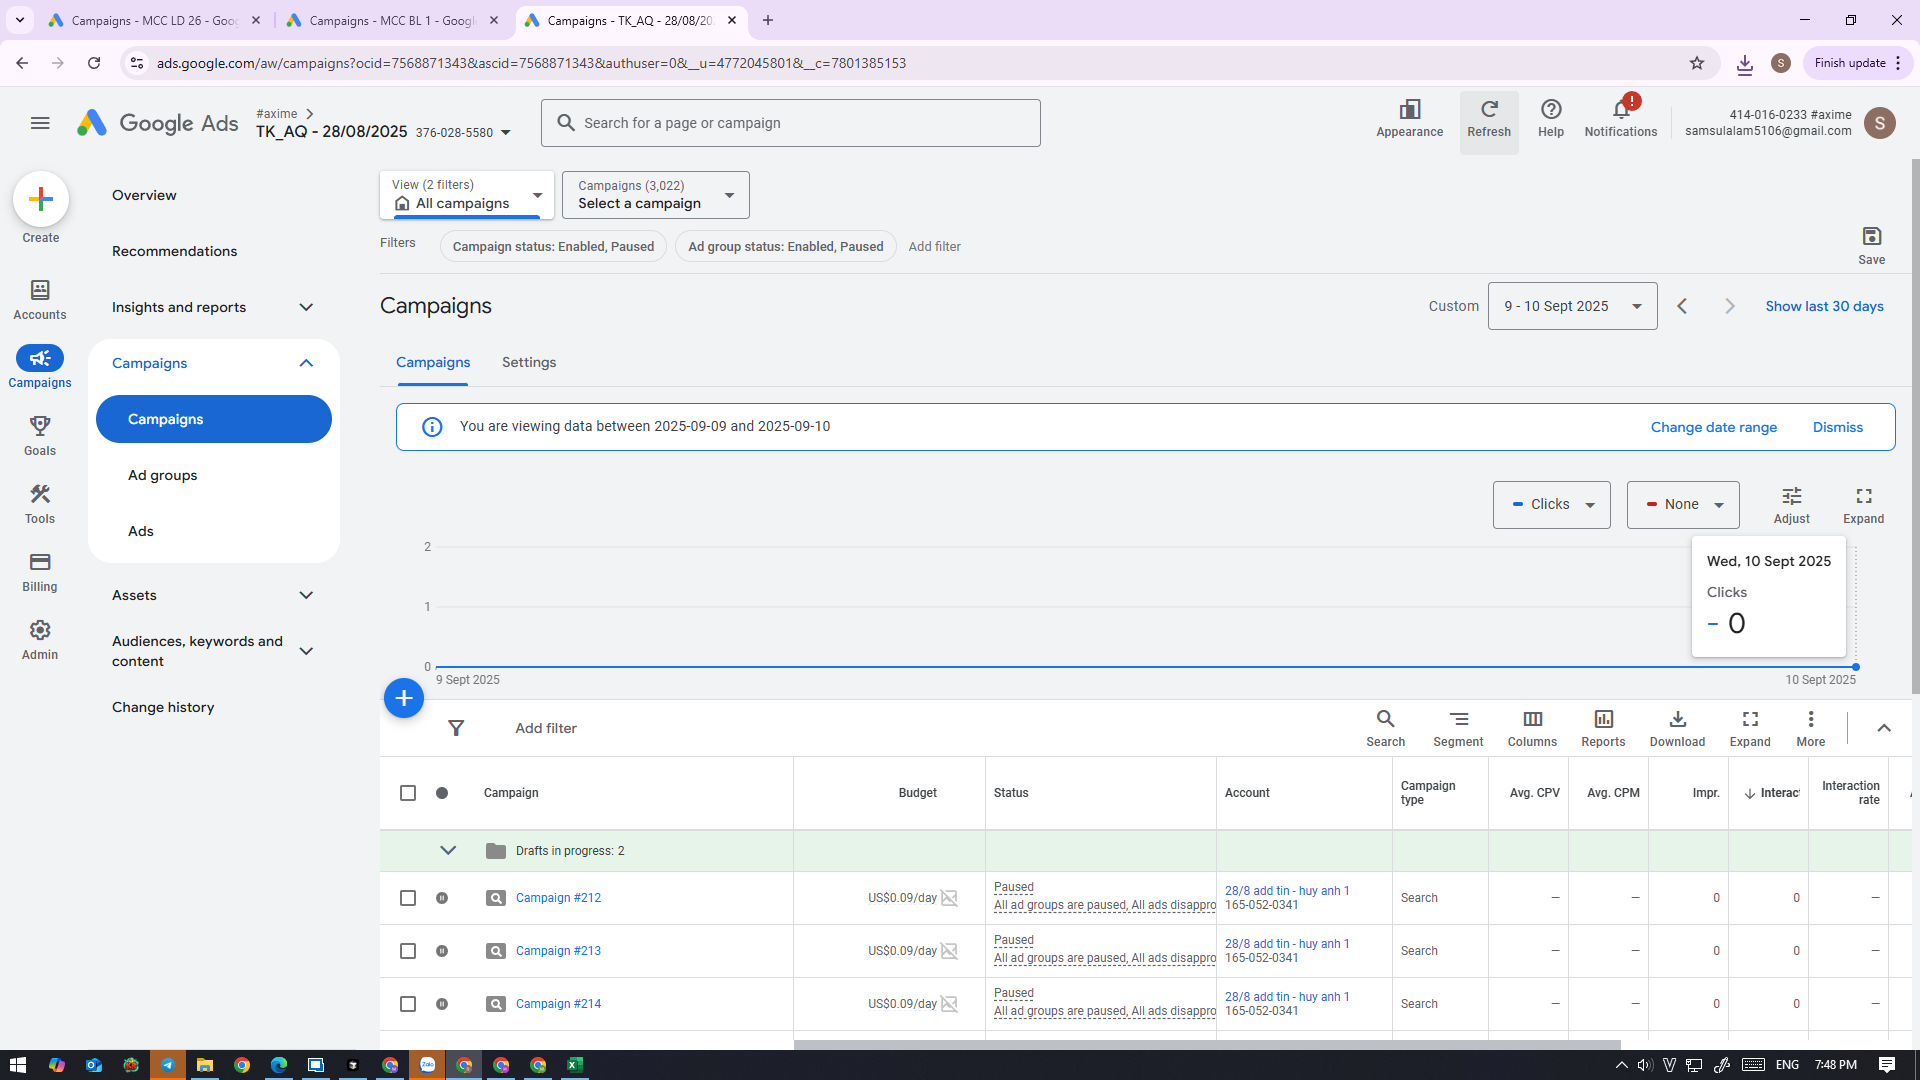 Campaigns - MCC LD 26 - Goog
Campaigns - MCC BL 1 - Google
Campaigns - TK_AQ - 28/08/20
ads.google.com/aw/campaigns?ocid=7568871343&ascid=7568871343&authuser=0&__u=4772045801&__c=7801385153
S
Finish update
Google Ads
#axime
TK_AQ - 28/08/2025 376-028-5580
Search for a page or campaign
Appearance
Refresh
Help
Notifications
414-016-0233 #axime
samsulalam5106@gmail.com
S
Create
Accounts
Campaigns
Goals
Tools
Billing
Admin
Overview
Recommendations
Insights and reports
Campaigns
Campaigns
Ad groups
Ads
Assets
Audiences, keywords and
content
Change history
View (2 filters)
All campaigns
Campaigns (3,022)
Select a campaign
Filters
Campaign status: Enabled, Paused
Ad group status: Enabled, Paused
Add filter
Save
Campaigns
Custom
9 - 10 Sept 2025
Show last 30 days
Campaigns
Settings
You are viewing data between 2025-09-09 and 2025-09-10
Change date range
Dismiss
Clicks
None
Adjust
Expand
2
1
0
9 Sept 2025
10 Sept 2025
Wed, 10 Sept 2025
Clicks
0
Add filter
Search
Segment
Columns
Reports
Download
Expand
More
Campaign
Budget
Status
Account
Campaign
type
Avg. CPV
Avg. CPM
Impr.
Interact
Interaction
rate
Drafts in progress: 2
Campaign #212
US$0.09/day
Paused
All ad groups are paused, All ads disappro
28/8 add tin - huy anh 1
165-052-0341
Search
—
—
0
0
—
Campaign #213
US$0.09/day
Paused
All ad groups are paused, All ads disappro
28/8 add tin - huy anh 1
165-052-0341
Search
—
—
0
0
—
Campaign #214
US$0.09/day
Paused
All ad groups are paused, All ads disappro
28/8 add tin - huy anh 1
165-052-0341
Search
—
—
0
0
—
Zalo
ENG
7:48 PM